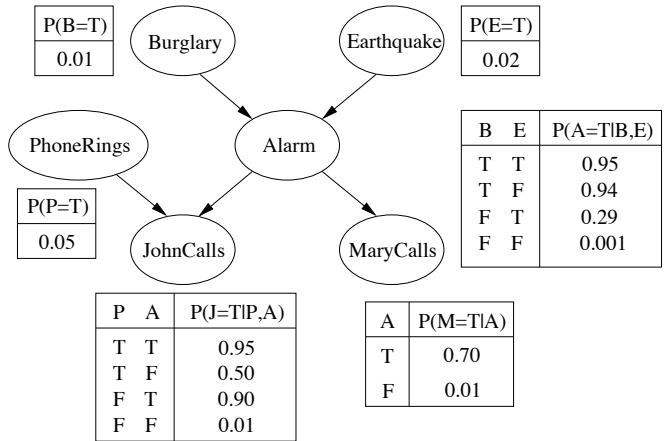 P(B=T)
0.01
Burglary
Earthquake
P(E=T)
0.02
PhoneRings
Alarm
P(P=T)
0.05
JohnCalls
MaryCalls
B E P(A=T|B,E)
T T 0.95
T F 0.94
F T 0.29
F F 0.001
P A P(J=T|P,A)
T T 0.95
T F 0.50
F T 0.90
F F 0.01
A P(M=T|A)
T 0.70
F 0.01